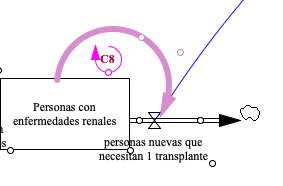 C8
Personas con
enfermedades renales
personas nuevas que
necesitan 1 transplante
s